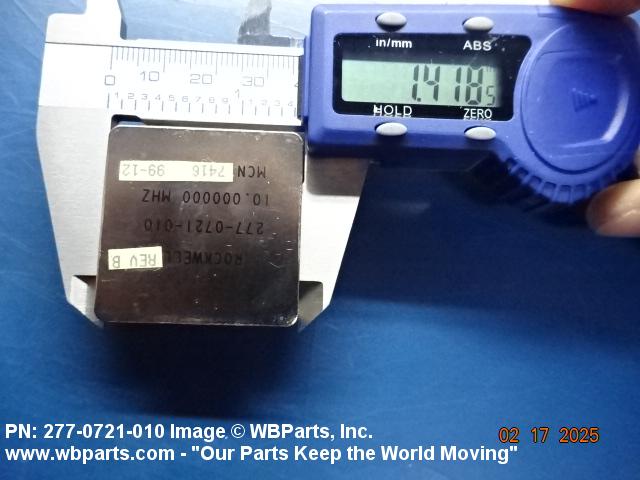 in/mm ABS
1.4185
HOLD ZERO
0 10 20 30
1 2 3 4 5 6 7 8 9 1 1 2 3 4
ROCKWELL REV B
277-0721-010
10.000000 MHZ
MCN 7416 99-12
PN: 277-0721-010 Image © WBParts, Inc.
www.wbparts.com - "Our Parts Keep the World Moving"
02 17 2025